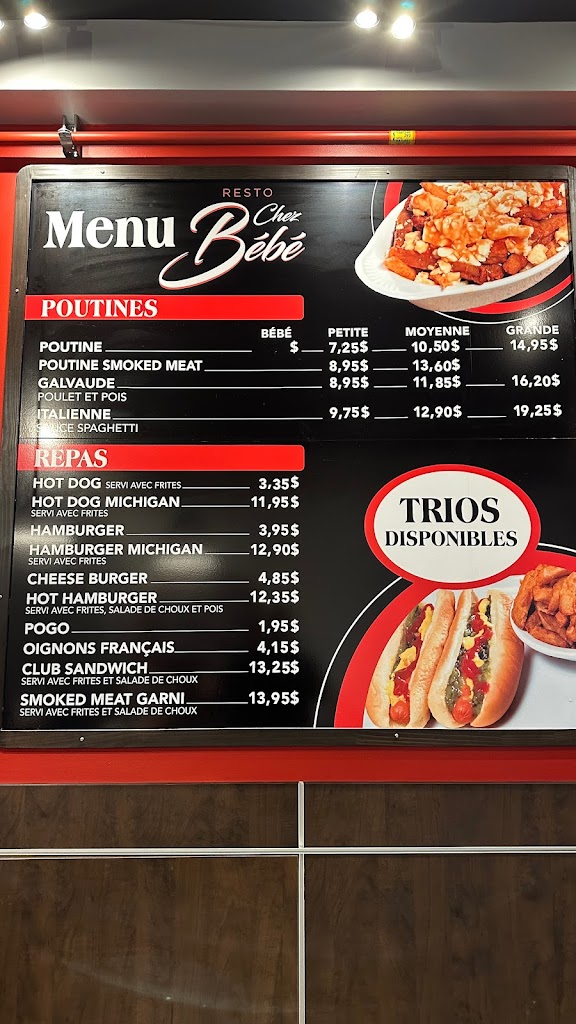 RESTO
Menu Chez Bébé
POUTINES
BÉBÉ PETITE MOYENNE GRANDE
POUTINE $ 7,25$ 10,50$ 14,95$
POUTINE SMOKED MEAT 8,95$ 13,60$
GALVAUDE 8,95$ 11,85$ 16,20$
POULET ET POIS
ITALIENNE 9,75$ 12,90$ 19,25$
SAUCE SPAGHETTI
REPAS
HOT DOG SERVI AVEC FRITES 3,35$
HOT DOG MICHIGAN 11,95$
SERVI AVEC FRITES
HAMBURGER 3,95$
HAMBURGER MICHIGAN 12,90$
SERVI AVEC FRITES
CHEESE BURGER 4,85$
HOT HAMBURGER 12,35$
SERVI AVEC FRITES, SALADE DE CHOUX ET POIS
POGO 1,95$
OIGNONS FRANÇAIS 4,15$
CLUB SANDWICH 13,25$
SERVI AVEC FRITES ET SALADE DE CHOUX
SMOKED MEAT GARNI 13,95$
SERVI AVEC FRITES ET SALADE DE CHOUX
TRIOS
DISPONIBLES